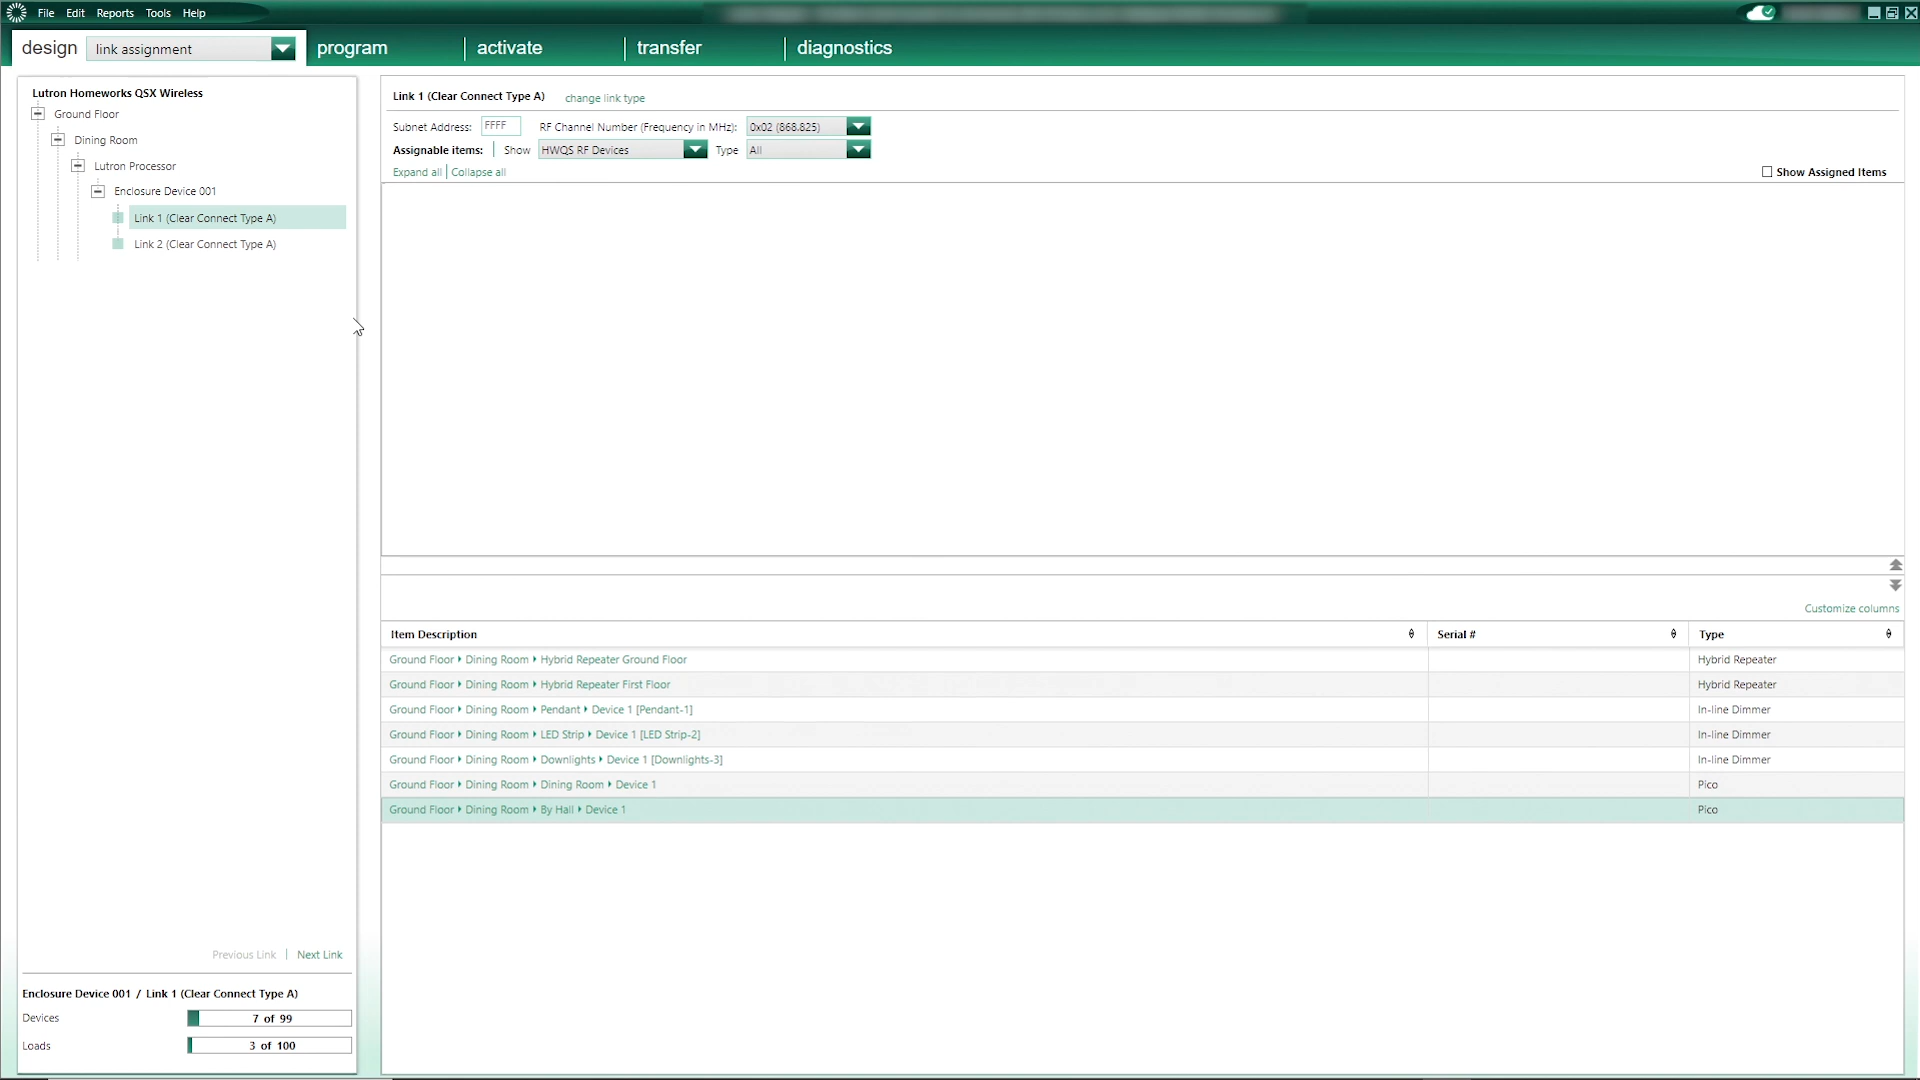 File Edit Reports Tools Help
design link assignment program activate transfer diagnostics
Lutron Homeworks QSX Wireless
Ground Floor
Dining Room
Lutron Processor
Enclosure Device 001
Link 1 (Clear Connect Type A)
Link 2 (Clear Connect Type A)
Previous Link | Next Link
Enclosure Device 001 / Link 1 (Clear Connect Type A)
Devices 7 of 99
Loads 3 of 100
Link 1 (Clear Connect Type A) change link type
Subnet Address: FFFF RF Channel Number (Frequency in MHz): 0x02 (868.825)
Assignable items: Show HWQS RF Devices Type All
Expand all | Collapse all Show Assigned Items
Customize columns
Item Description Serial # Type
Ground Floor Dining Room Hybrid Repeater Ground Floor Hybrid Repeater
Ground Floor Dining Room Hybrid Repeater First Floor Hybrid Repeater
Ground Floor Dining Room Pendant Device 1 [Pendant-1] In-line Dimmer
Ground Floor Dining Room LED Strip Device 1 [LED Strip-2] In-line Dimmer
Ground Floor Dining Room Downlights Device 1 [Downlights-3] In-line Dimmer
Ground Floor Dining Room Dining Room Device 1 Pico
Ground Floor Dining Room By Hall Device 1 Pico